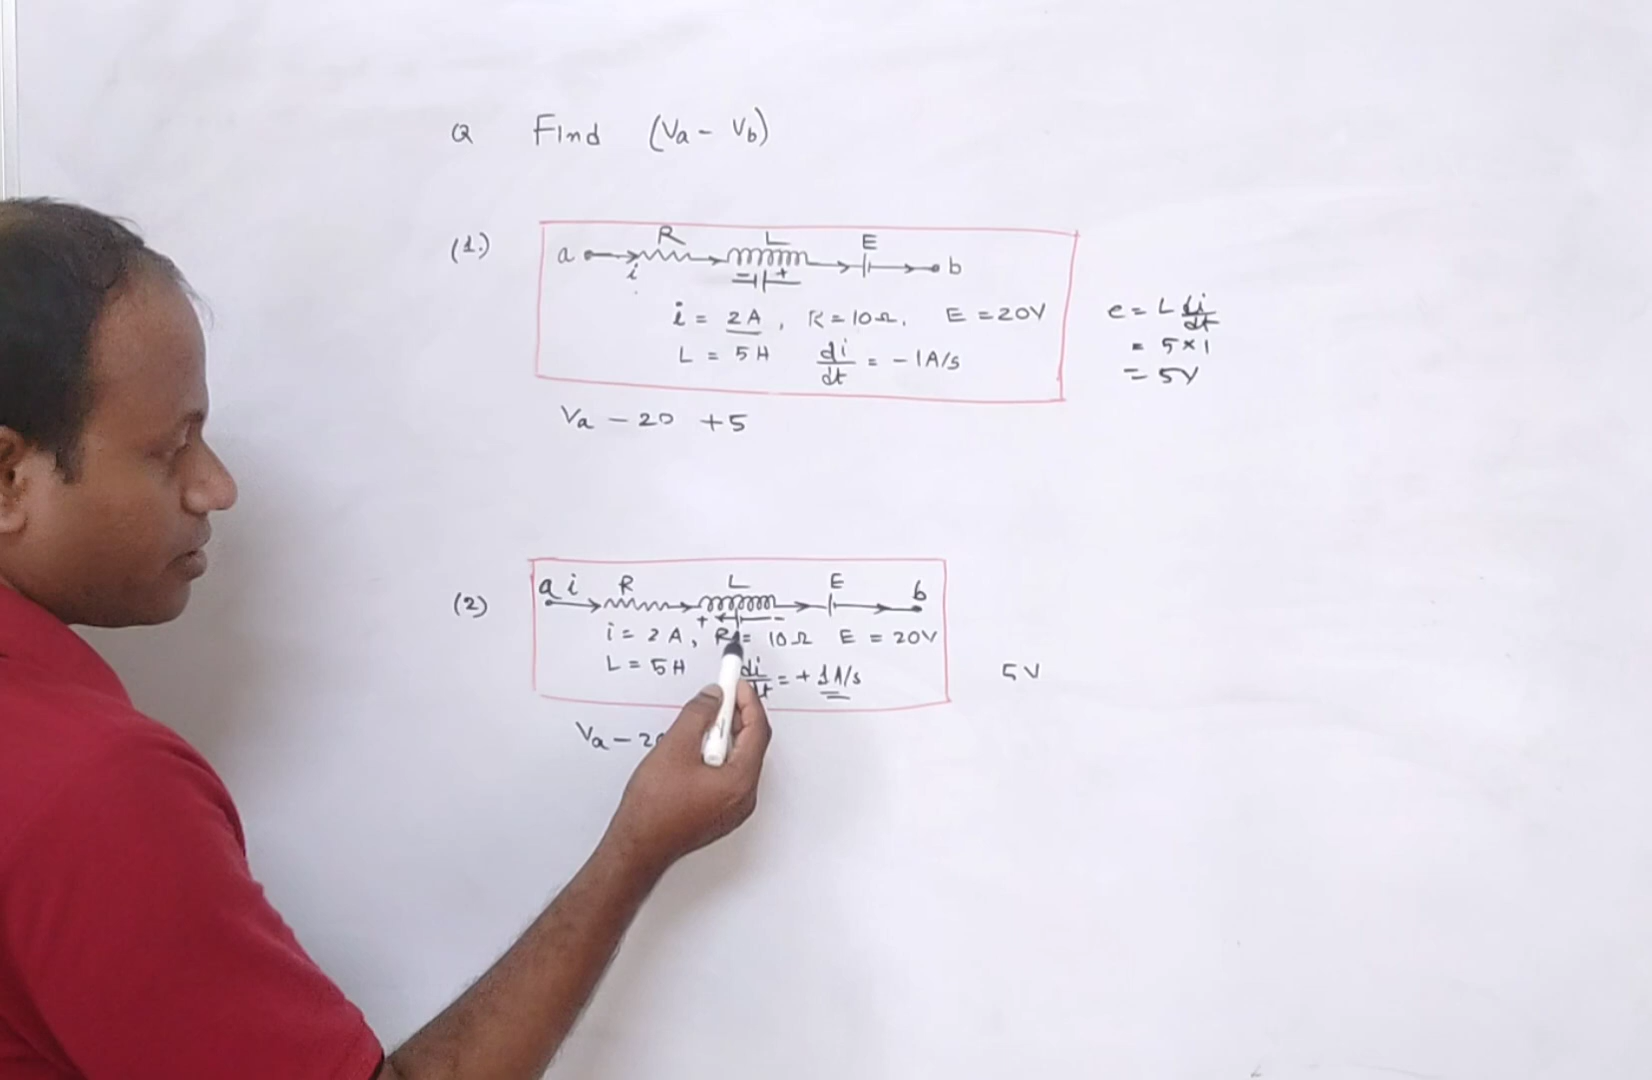 Q Find (Va - Vb)
(1.)
R L E
a i b
- +
i = 2A, R = 10Ω, E = 20V
L = 5H di/dt = -1A/s
e = L di/dt
= 5×1
= 5V
Va - 20 +5
(2)
a i R L E b
+ -
i = 2A, R = 10Ω E = 20V
L = 5H di/dt = +1A/s
5V
Va - 20